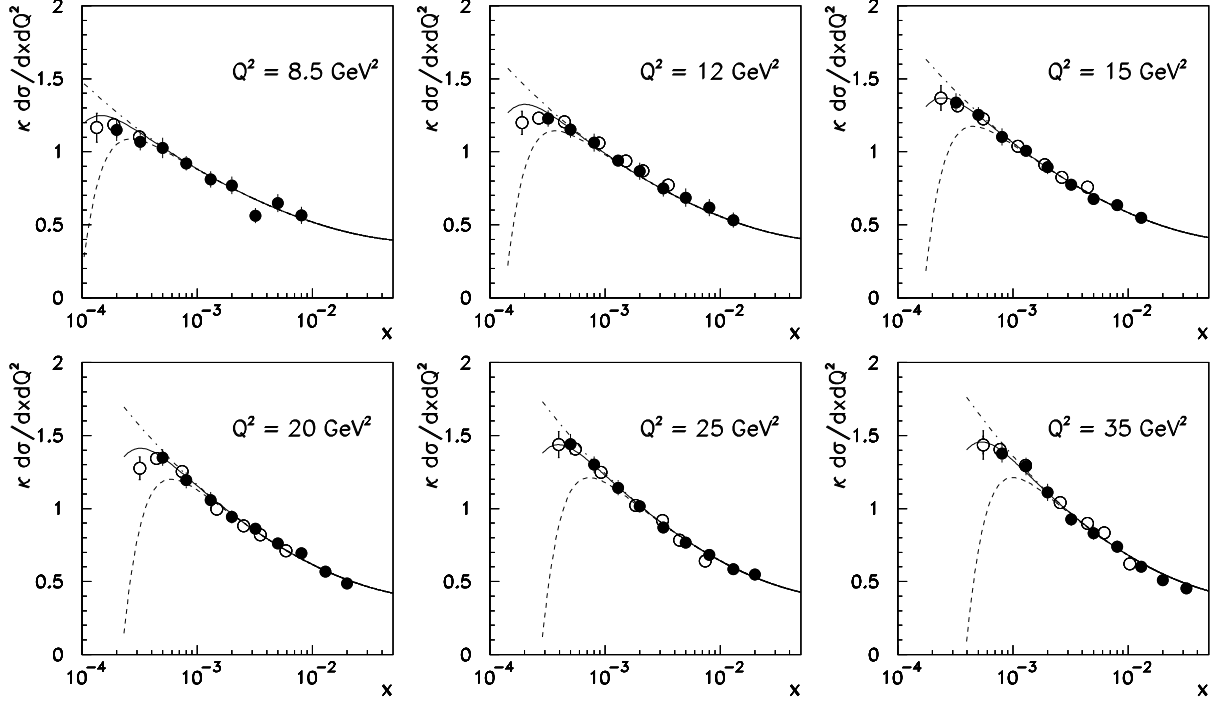 κ dσ/dxdQ²
2
1.5
1
0.5
0
Q² = 8.5 GeV²
10⁻⁴
10⁻³
10⁻²
x
κ dσ/dxdQ²
2
1.5
1
0.5
0
Q² = 12 GeV²
10⁻⁴
10⁻³
10⁻²
x
κ dσ/dxdQ²
2
1.5
1
0.5
0
Q² = 15 GeV²
10⁻⁴
10⁻³
10⁻²
x
κ dσ/dxdQ²
2
1.5
1
0.5
0
Q² = 20 GeV²
10⁻⁴
10⁻³
10⁻²
x
κ dσ/dxdQ²
2
1.5
1
0.5
0
Q² = 25 GeV²
10⁻⁴
10⁻³
10⁻²
x
κ dσ/dxdQ²
2
1.5
1
0.5
0
Q² = 35 GeV²
10⁻⁴
10⁻³
10⁻²
x